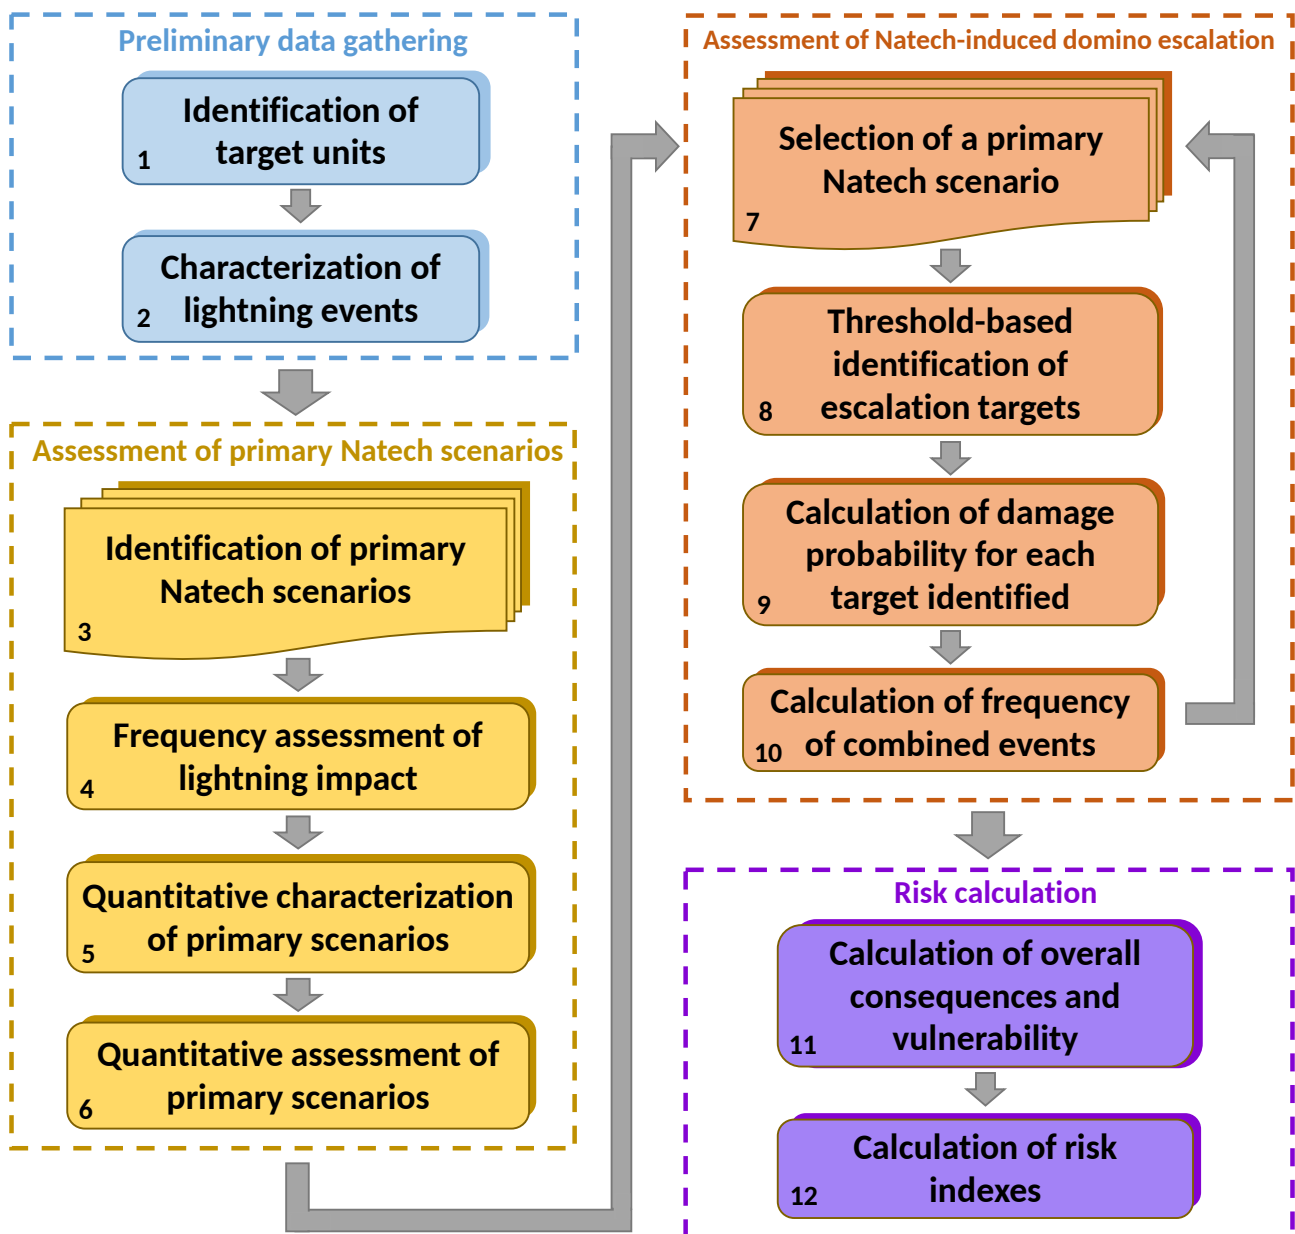 Preliminary data gathering
Identification of
target units
1
Characterization of
lightning events
2
Assessment of primary Natech scenarios
Identification of primary
Natech scenarios
3
Frequency assessment of
lightning impact
4
Quantitative characterization
of primary scenarios
5
Quantitative assessment of
primary scenarios
6
Assessment of Natech-induced domino escalation
Selection of a primary
Natech scenario
7
Threshold-based
identification of
escalation targets
8
Calculation of damage
probability for each
target identified
9
Calculation of frequency
of combined events
10
Risk calculation
Calculation of overall
consequences and
vulnerability
11
Calculation of risk
indexes
12